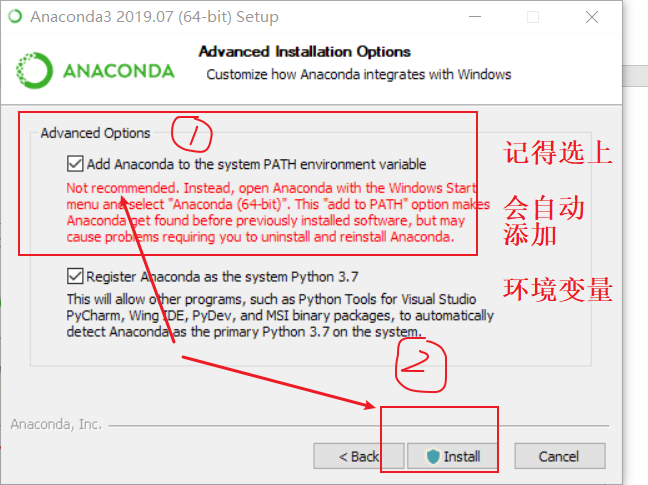 Anaconda3 2019.07 (64-bit) Setup
ANACONDA
Advanced Installation Options
Customize how Anaconda integrates with Windows
Advanced Options
1
Add Anaconda to the system PATH environment variable
Not recommended. Instead, open Anaconda with the Windows Start
menu and select "Anaconda (64-bit)". This "add to PATH" option makes
Anaconda get found before previously installed software, but may
cause problems requiring you to uninstall and reinstall Anaconda.
记得选上
会自动
添加
环境变量
Register Anaconda as the system Python 3.7
This will allow other programs, such as Python Tools for Visual Studio
PyCharm, Wing IDE, PyDev, and MSI binary packages, to automatically
detect Anaconda as the primary Python 3.7 on the system.
2
Anaconda, Inc.
< Back
Install
Cancel